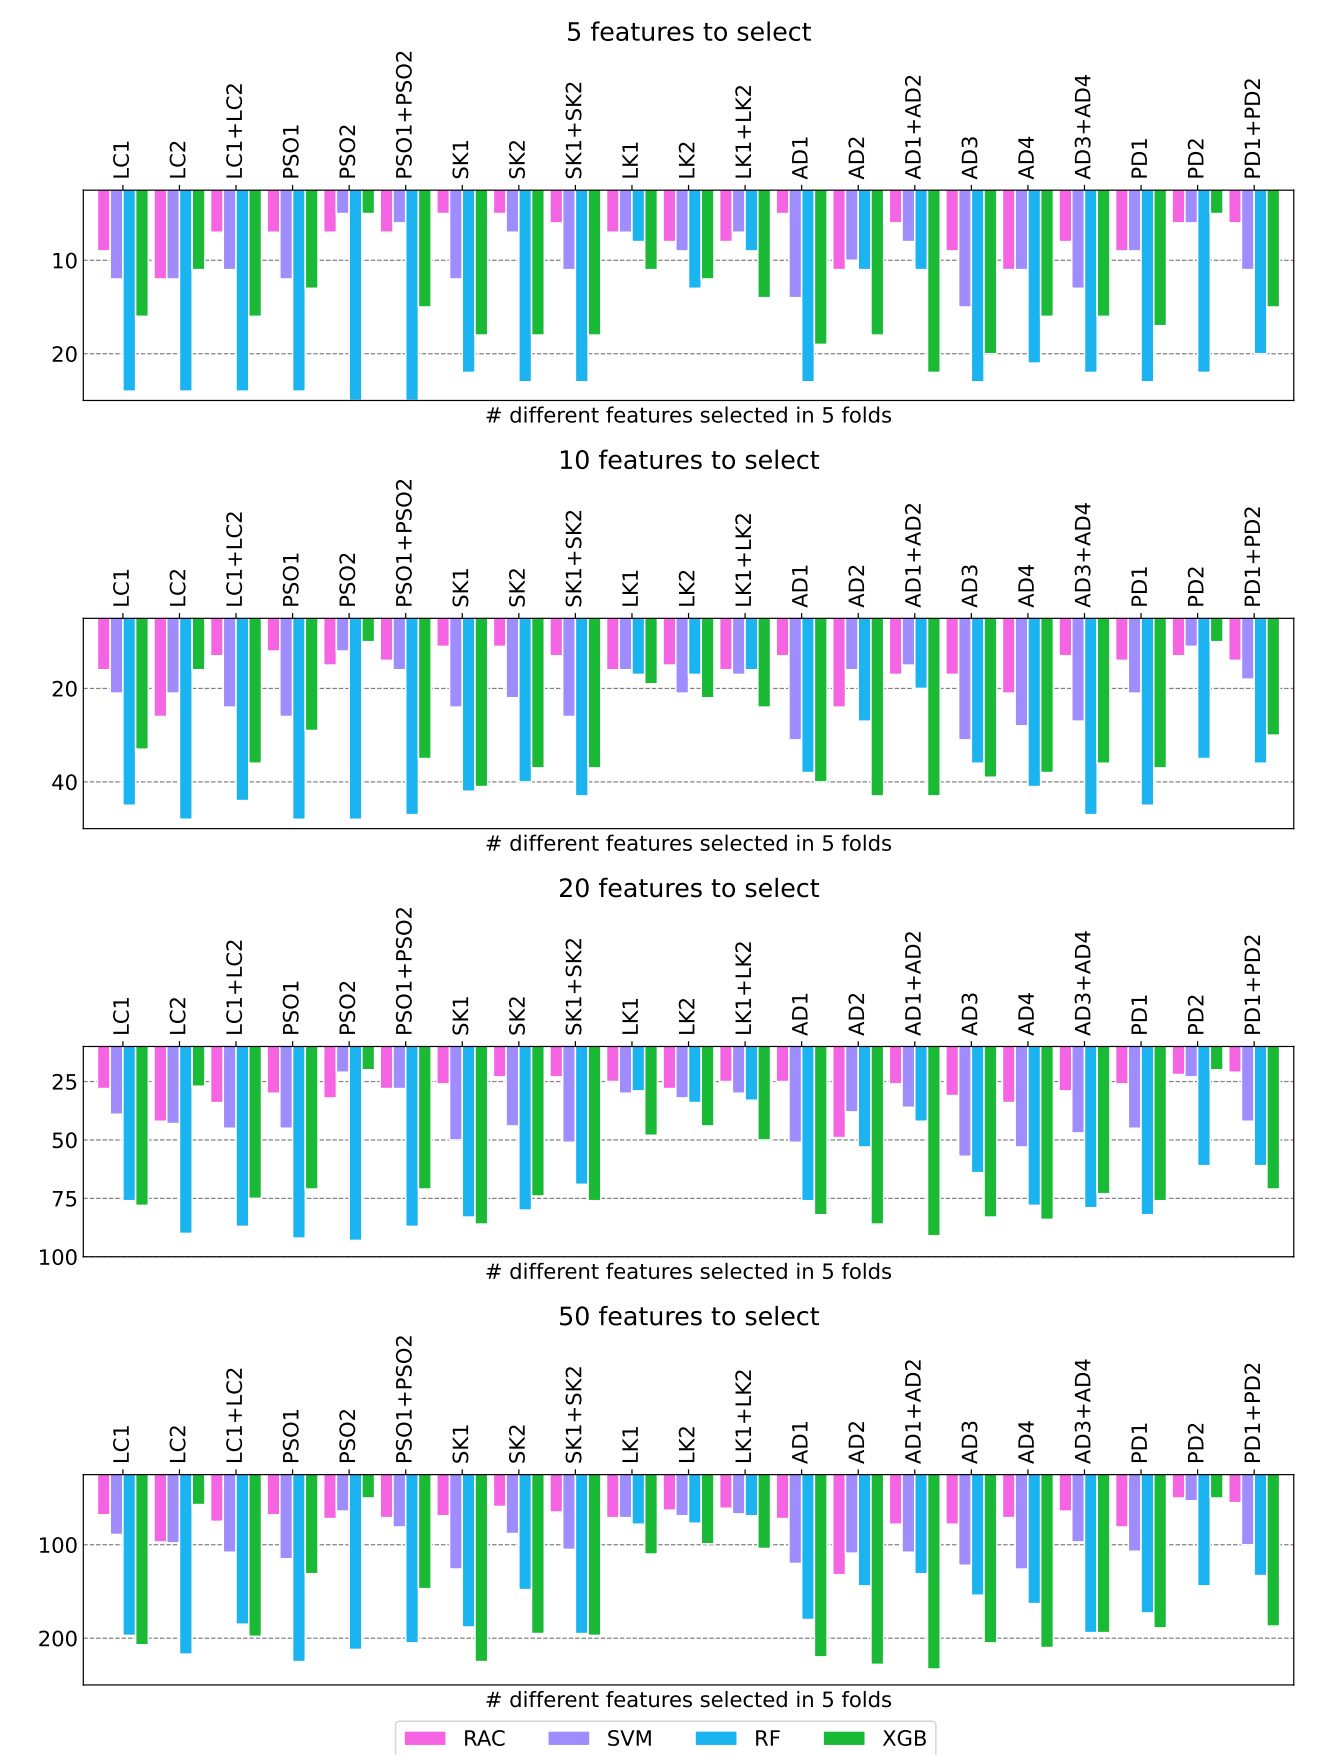 5 features to select
LC1 LC2 LC1+LC2 PSO1 PSO2 PSO1+PSO2 SK1 SK2 SK1+SK2 LK1 LK2 LK1+LK2 AD1 AD2 AD1+AD2 AD3 AD4 AD3+AD4 PD1 PD2 PD1+PD2
10
20
# different features selected in 5 folds
10 features to select
LC1 LC2 LC1+LC2 PSO1 PSO2 PSO1+PSO2 SK1 SK2 SK1+SK2 LK1 LK2 LK1+LK2 AD1 AD2 AD1+AD2 AD3 AD4 AD3+AD4 PD1 PD2 PD1+PD2
20
40
# different features selected in 5 folds
20 features to select
LC1 LC2 LC1+LC2 PSO1 PSO2 PSO1+PSO2 SK1 SK2 SK1+SK2 LK1 LK2 LK1+LK2 AD1 AD2 AD1+AD2 AD3 AD4 AD3+AD4 PD1 PD2 PD1+PD2
25
50
75
100
# different features selected in 5 folds
50 features to select
LC1 LC2 LC1+LC2 PSO1 PSO2 PSO1+PSO2 SK1 SK2 SK1+SK2 LK1 LK2 LK1+LK2 AD1 AD2 AD1+AD2 AD3 AD4 AD3+AD4 PD1 PD2 PD1+PD2
100
200
# different features selected in 5 folds
RAC SVM RF XGB